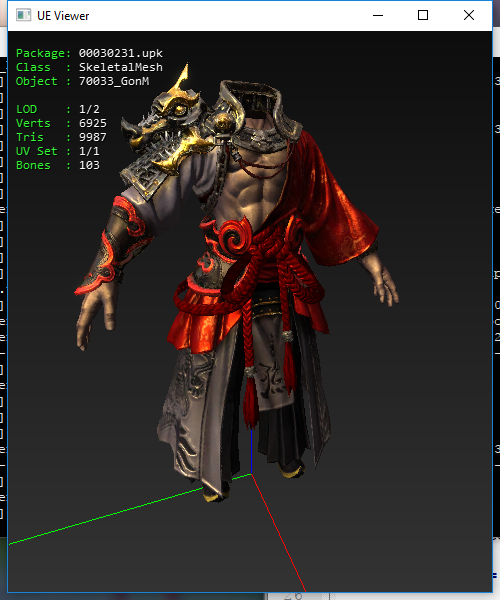 UE Viewer
Package: 00030231.upk
Class : SkeletalMesh
Object : 70033_GonM
LOD : 1/2
Verts : 6925
Tris : 9987
UV Set : 1/1
Bones : 103
26